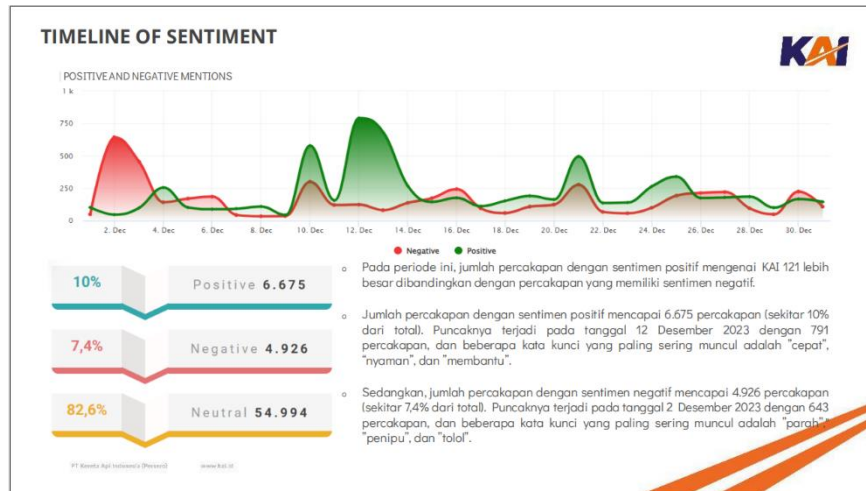 TIMELINE OF SENTIMENT
KAI
POSITIVE AND NEGATIVE MENTIONS
1 k
750
500
250
0
2. Dec
4. Dec
6. Dec
8. Dec
10. Dec
12. Dec
14. Dec
16. Dec
18. Dec
20. Dec
22. Dec
24. Dec
26. Dec
28. Dec
30. Dec
Negative Positive
10% Positive 6.675
7,4% Negative 4.926
82,6% Neutral 54.994
Pada periode ini, jumlah percakapan dengan sentimen positif mengenai KAI 121 lebih
besar dibandingkan dengan percakapan yang memiliki sentimen negatif.
Jumlah percakapan dengan sentimen positif mencapai 6.675 percakapan (sekitar 10%
dari total). Puncaknya terjadi pada tanggal 12 Desember 2023 dengan 791
percakapan, dan beberapa kata kunci yang paling sering muncul adalah "cepat",
"nyaman", dan "membantu".
Sedangkan, jumlah percakapan dengan sentimen negatif mencapai 4.926 percakapan
(sekitar 7,4% dari total). Puncaknya terjadi pada tanggal 2 Desember 2023 dengan 643
percakapan, dan beberapa kata kunci yang paling sering muncul adalah "parah",
"penipu", dan "tolol".
PT Kereta Api Indonesia (Persero) www.kai.id